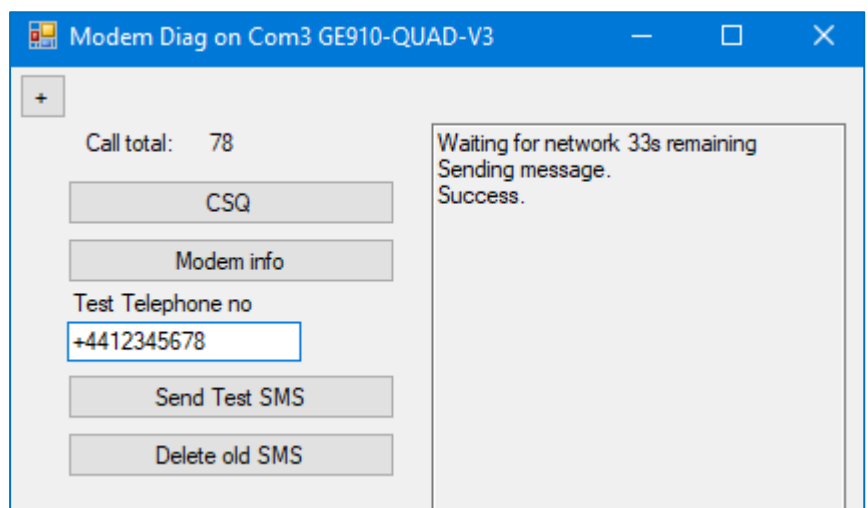 Modem Diag on Com3 GE910-QUAD-V3
+
Call total: 78
CSQ
Modem info
Test Telephone no
+4412345678
Send Test SMS
Delete old SMS
Waiting for network 33s remaining
Sending message.
Success.